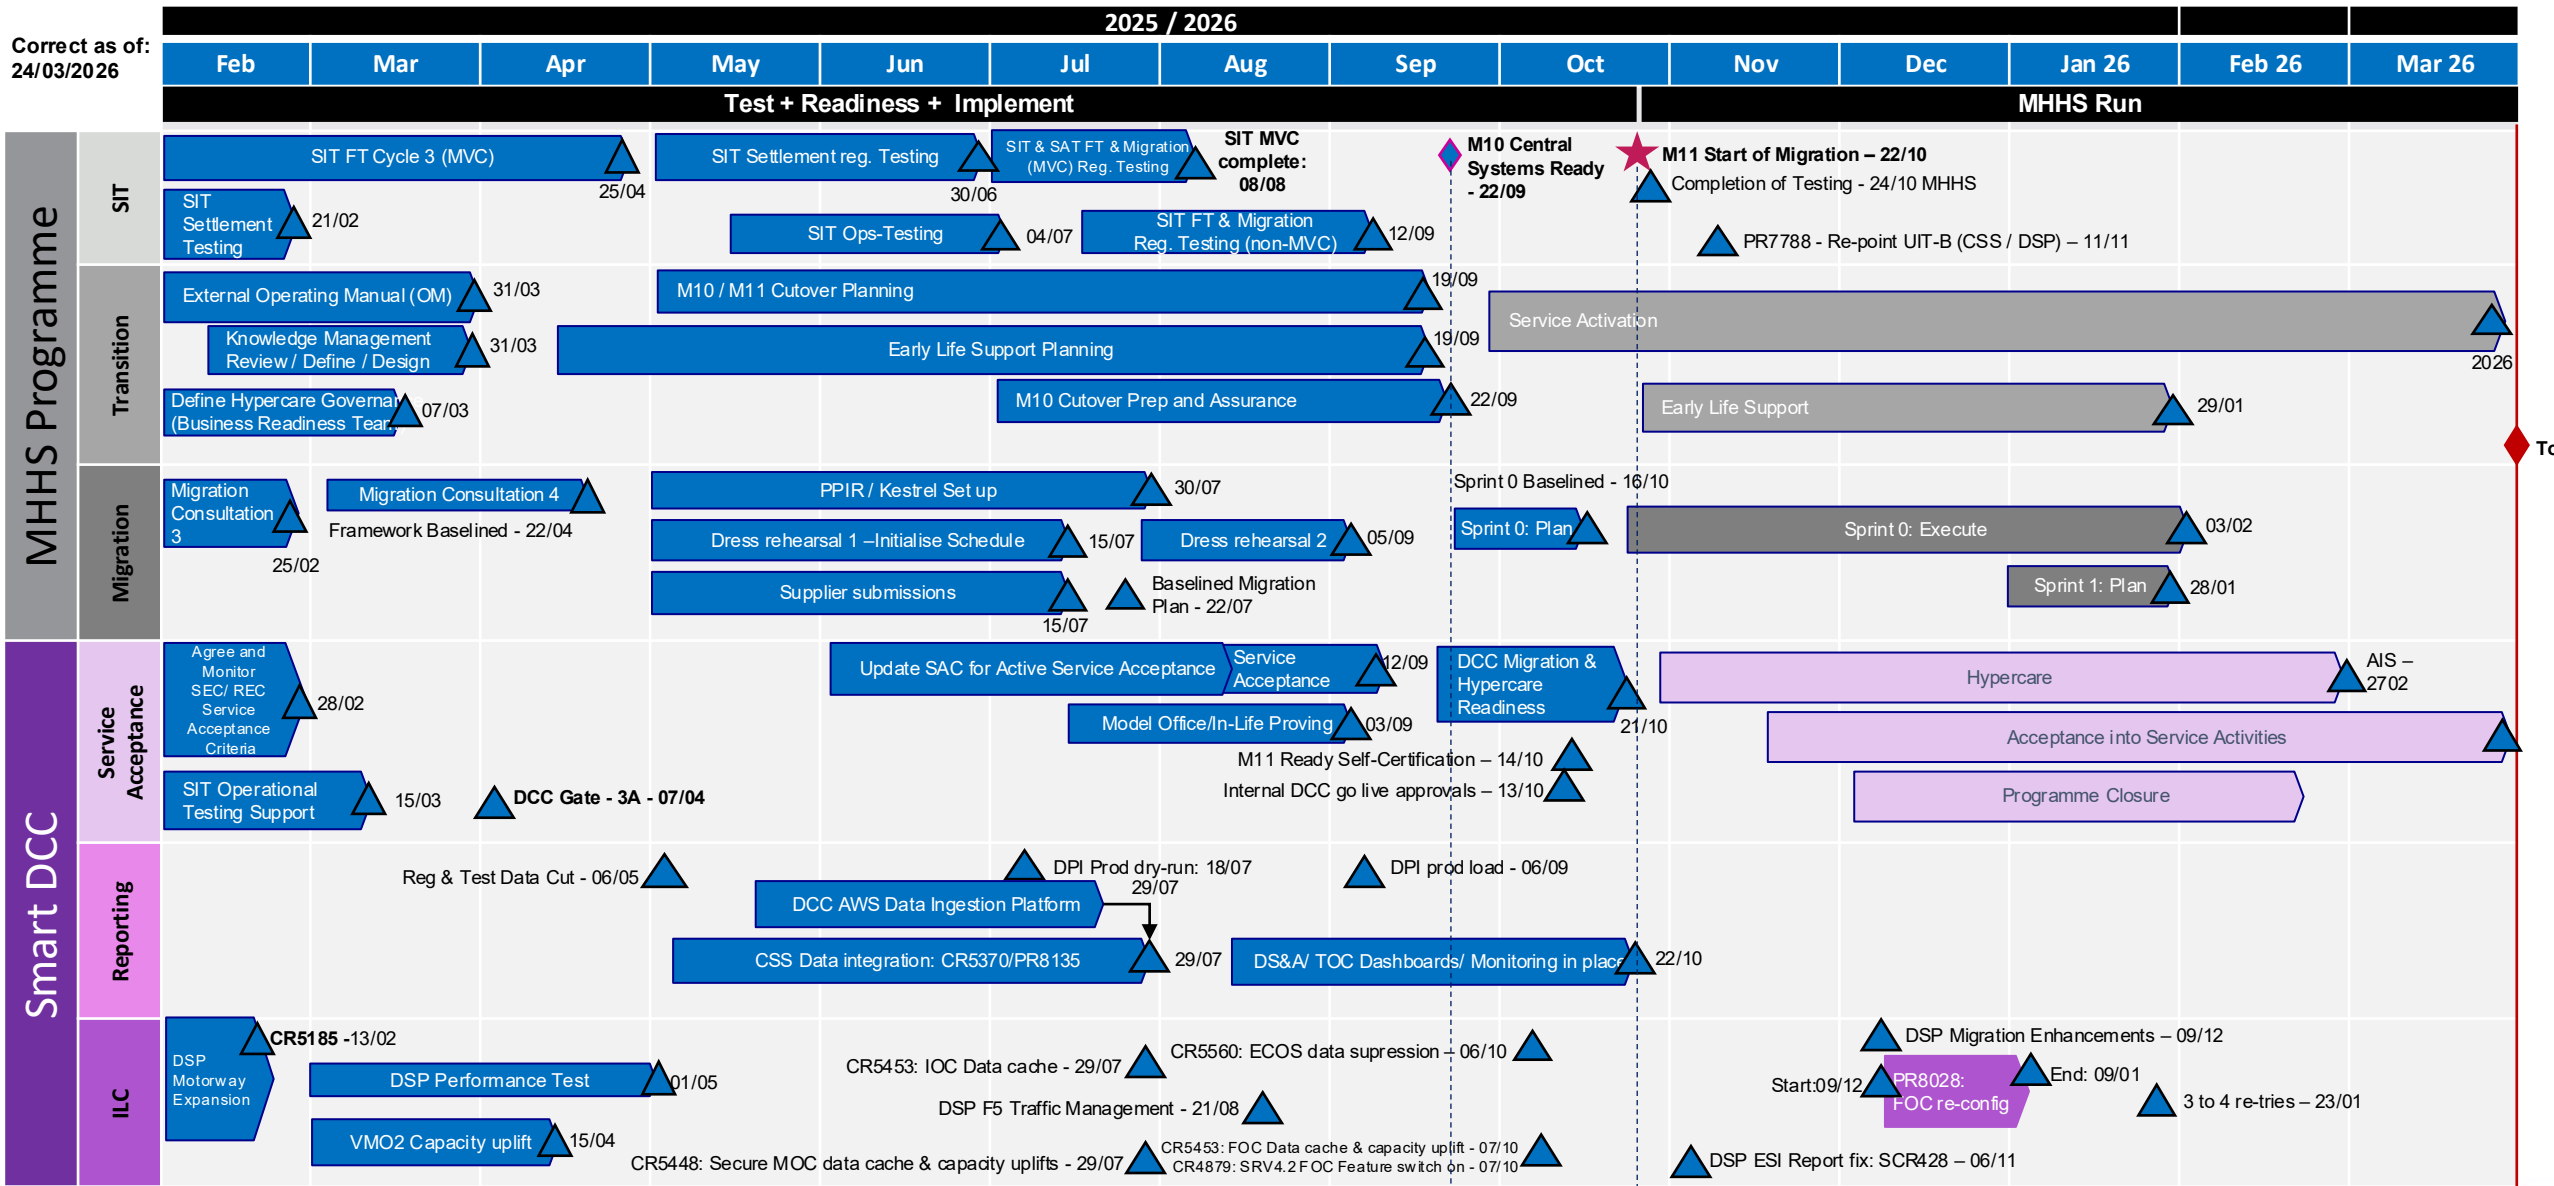 2025 / 2026
Correct as of:
24/03/2026
Feb
Mar
Apr
May
Jun
Jul
Aug
Sep
Oct
Nov
Dec
Jan 26
Feb 26
Mar 26
Test + Readiness + Implement
MHHS Run
MHHS Programme
SIT
SIT FT Cycle 3 (MVC)
25/04
SIT Settlement reg. Testing
30/06
SIT & SAT FT & Migration
(MVC) Reg. Testing
SIT MVC
complete:
08/08
M10 Central
Systems Ready
- 22/09
M11 Start of Migration – 22/10
Completion of Testing - 24/10 MHHS
SIT
Settlement
Testing
21/02
SIT Ops-Testing
04/07
SIT FT & Migration
Reg. Testing (non-MVC)
12/09
PR7788 - Re-point UIT-B (CSS / DSP) – 11/11
Transition
External Operating Manual (OM)
31/03
M10 / M11 Cutover Planning
19/09
Service Activation
2026
Knowledge Management
Review / Define / Design
31/03
Early Life Support Planning
19/09
Define Hypercare Governan
(Business Readiness Team
07/03
M10 Cutover Prep and Assurance
22/09
Early Life Support
29/01
To
Migration
Migration
Consultation
3
25/02
Migration Consultation 4
Framework Baselined - 22/04
PPIR / Kestrel Set up
30/07
Sprint 0 Baselined - 16/10
Dress rehearsal 1 –Initialise Schedule
15/07
Dress rehearsal 2
05/09
Sprint 0: Plan
Sprint 0: Execute
03/02
Supplier submissions
15/07
Baselined Migration
Plan - 22/07
Sprint 1: Plan
28/01
Smart DCC
Service
Acceptance
Agree and
Monitor
SEC/ REC
Service
Acceptance
Criteria
28/02
Update SAC for Active Service Acceptance
Service
Acceptance
12/09
DCC Migration &
Hypercare
Readiness
21/10
Hypercare
AIS –
2702
Model Office/In-Life Proving
03/09
Acceptance into Service Activities
M11 Ready Self-Certification – 14/10
Internal DCC go live approvals – 13/10
SIT Operational
Testing Support
15/03
DCC Gate - 3A - 07/04
Programme Closure
Reporting
Reg & Test Data Cut - 06/05
DPI Prod dry-run: 18/07
DPI prod load - 06/09
DCC AWS Data Ingestion Platform
29/07
CSS Data integration: CR5370/PR8135
29/07
DS&A/ TOC Dashboards/ Monitoring in place
22/10
ILC
DSP
Motorway
Expansion
CR5185 -13/02
DSP Performance Test
01/05
VMO2 Capacity uplift
15/04
CR5453: IOC Data cache - 29/07
CR5560: ECOS data supression – 06/10
DSP F5 Traffic Management - 21/08
CR5448: Secure MOC data cache & capacity uplifts - 29/07
CR5453: FOC Data cache & capacity uplift - 07/10
CR4879: SRV4.2 FOC Feature switch on - 07/10
DSP Migration Enhancements – 09/12
Start:09/12
PR8028:
FOC re-config
End: 09/01
3 to 4 re-tries – 23/01
DSP ESI Report fix: SCR428 – 06/11